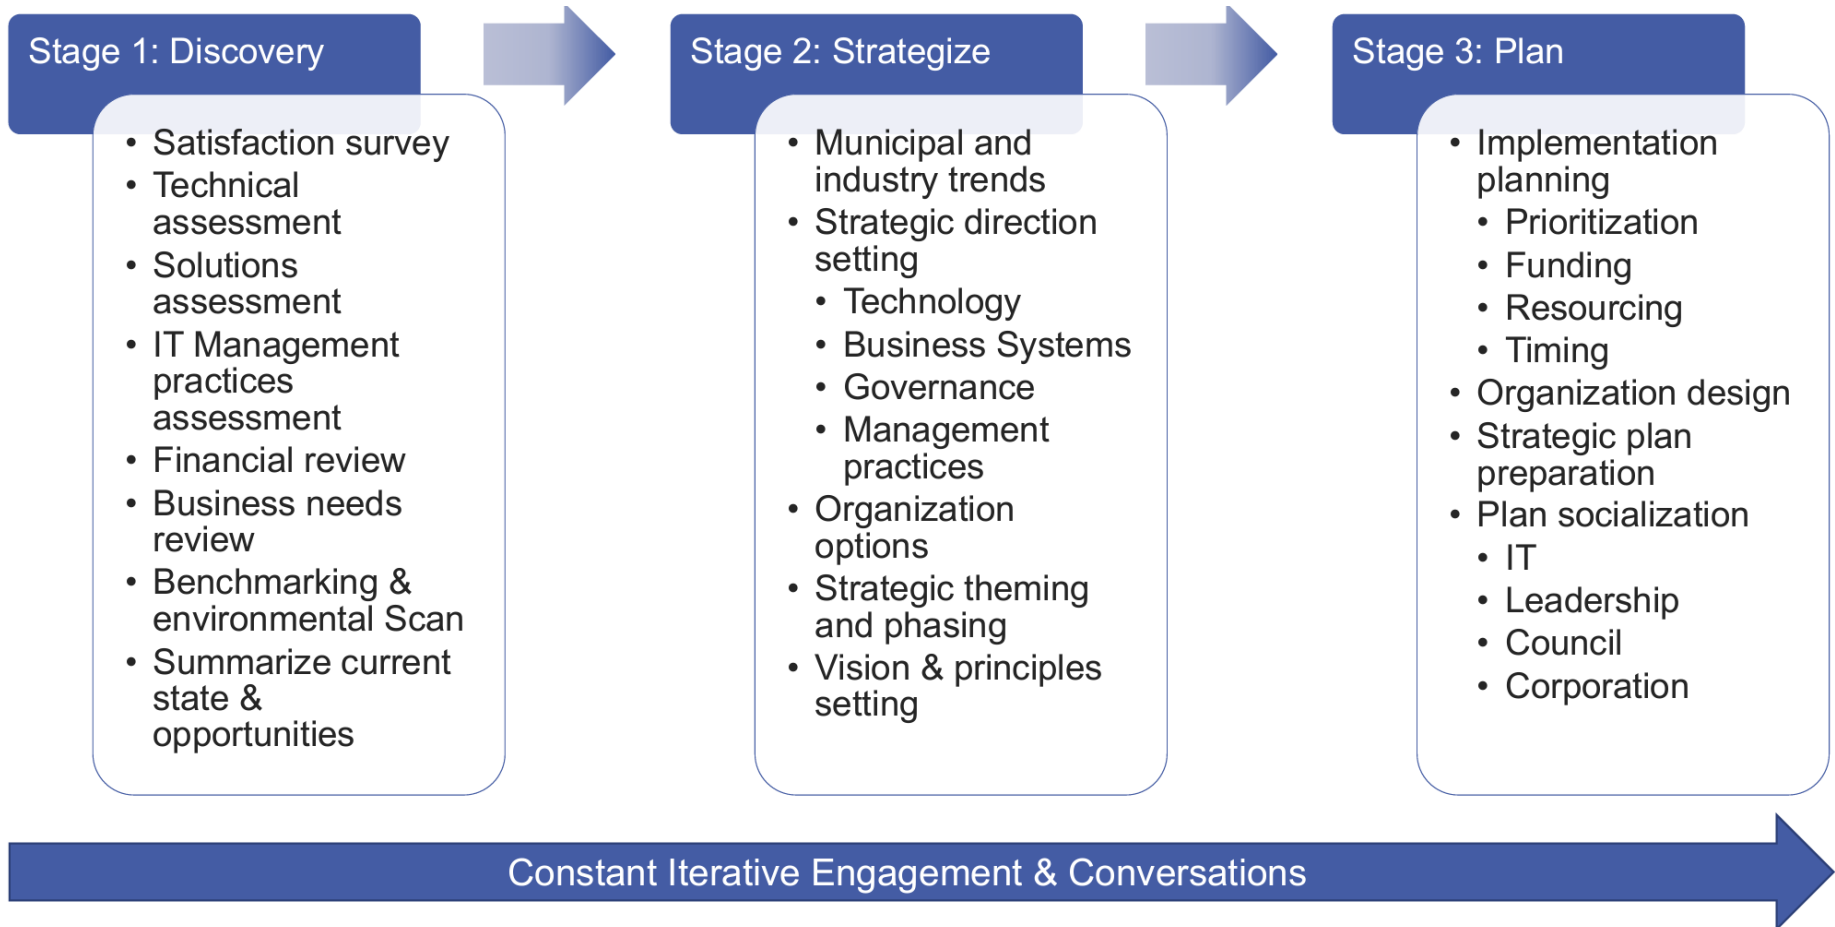 Stage 1: Discovery
• Satisfaction survey
• Technical
assessment
• Solutions
assessment
• IT Management
practices
assessment
• Financial review
• Business needs
review
• Benchmarking &
environmental Scan
• Summarize current
state &
opportunities
Stage 2: Strategize
• Municipal and
industry trends
• Strategic direction
setting
• Technology
• Business Systems
• Governance
• Management
practices
• Organization
options
• Strategic theming
and phasing
• Vision & principles
setting
Stage 3: Plan
• Implementation
planning
• Prioritization
• Funding
• Resourcing
• Timing
• Organization design
• Strategic plan
preparation
• Plan socialization
• IT
• Leadership
• Council
• Corporation
Constant Iterative Engagement & Conversations